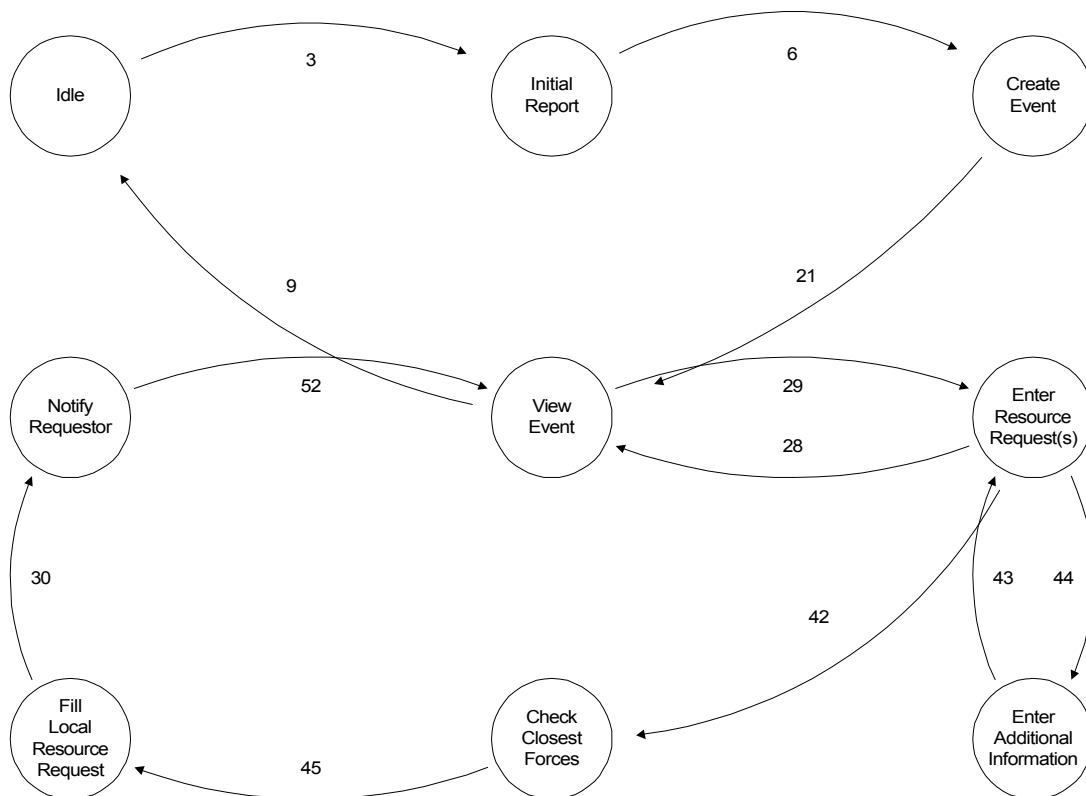 3
6
Idle
Initial
Report
Create
Event
9
21
Notify
Requestor
52
View
Event
29
28
Enter
Resource
Request(s)
30
43
44
42
Fill
Local
Resource
Request
45
Check
Closest
Forces
Enter
Additional
Information